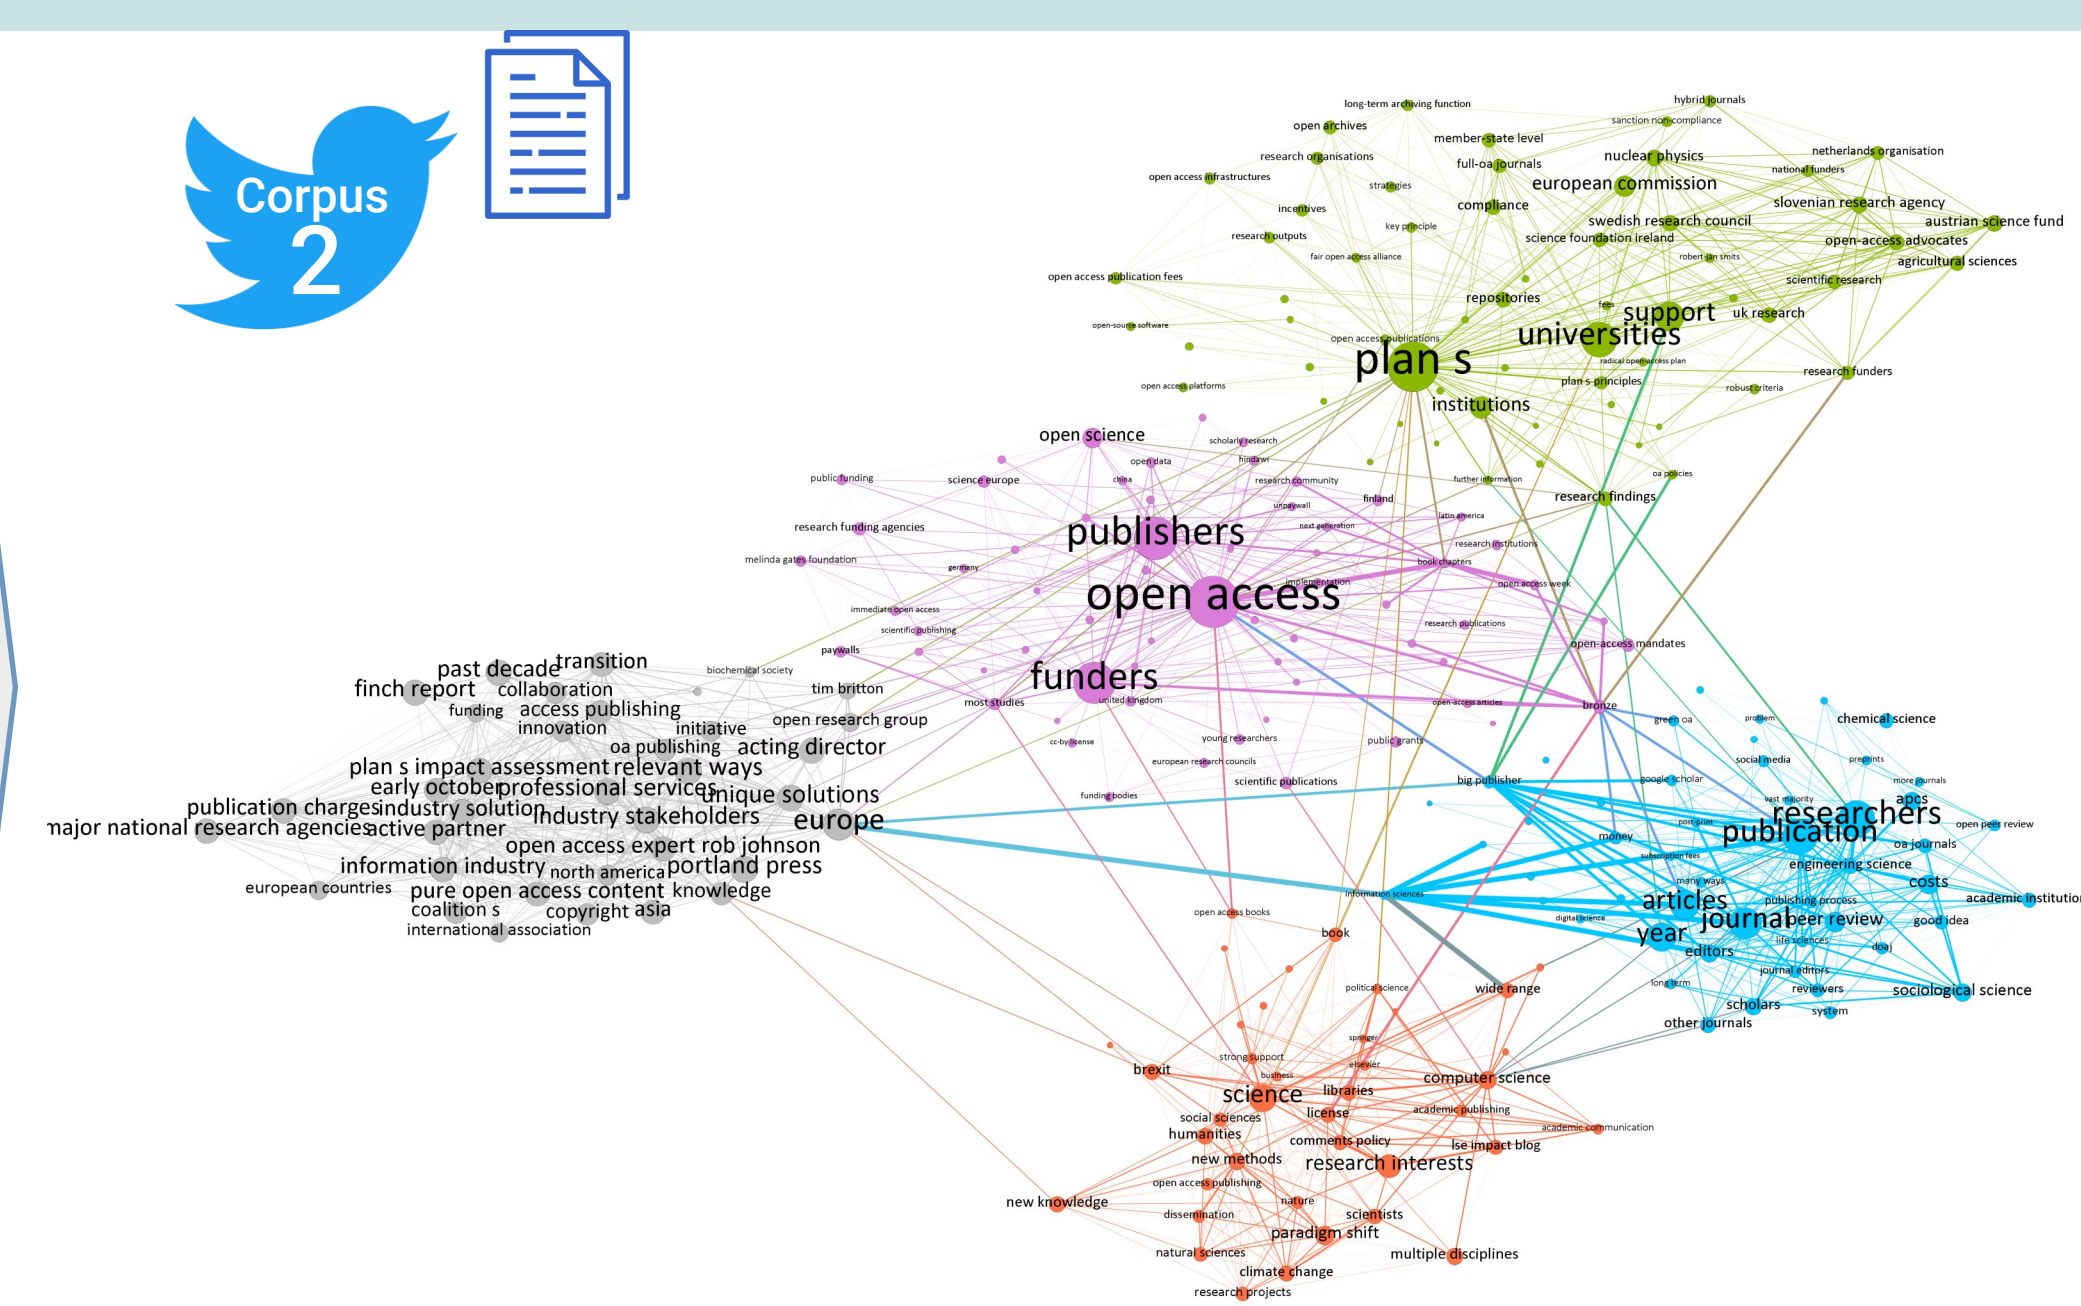 Corpus
2
long-term archiving function
hybrid journals
open archives
sanction non-compliance
member-state level
research organisations
full-oa journals
nuclear physics
netherlands organisation
open access infrastructures
strategies
european commission
national funders
incentives
compliance
slovenian research agency
key principle
swedish research council
austrian science fund
research outputs
science foundation ireland
open-access advocates
fair open access alliance
robert-jan smits
agricultural sciences
open access publication fees
scientific research
repositories
fees
support
uk research
open-source software
universities
open access publications
plan s
radical open-access plan
research funders
open access platforms
plan s principles
robust criteria
institutions
open science
scholarly research
open data
hindawi
public funding
science europe
china
research community
further information
oa policies
finland
research findings
unpaywall
latin america
research funding agencies
publishers
next generation
research institutions
melinda gates foundation
germany
book chapters
implementation
open access week
open access
immediate open access
scientific publishing
research publications
open-access mandates
paywalls
funders
most studies
united kingdom
open-access articles
bronze
cc-by license
young researchers
public grants
european research councils
scientific publications
funding bodies
past decade
transition
biochemical society
finch report
collaboration
tim britton
funding
access publishing
open research group
innovation
initiative
oa publishing
acting director
plan s impact assessment
relevant ways
early october
professional services
unique solutions
publication charges
industry solution
industry stakeholders
europe
major national research agencies
active partner
open access expert rob johnson
information industry
north america
portland press
european countries
pure open access content
knowledge
coalition s
copyright
asia
international association
green oa
problem
chemical science
social media
preprints
big publisher
google scholar
more journals
vast majority
apcs
researchers
post-print
publication
open peer review
money
oa journals
subscription fees
engineering science
many ways
costs
information sciences
articles
publishing process
academic institutions
digital science
journal
peer review
good idea
year
life sciences
doaj
editors
journal editors
long term
reviewers
sociological science
scholars
system
other journals
open access books
book
political science
wide range
springer
strong support
elsevier
brexit
business
computer science
science
libraries
social sciences
license
academic publishing
humanities
academic communication
comments policy
lse impact blog
new methods
research interests
open access publishing
new knowledge
nature
dissemination
scientists
paradigm shift
natural sciences
multiple disciplines
climate change
research projects